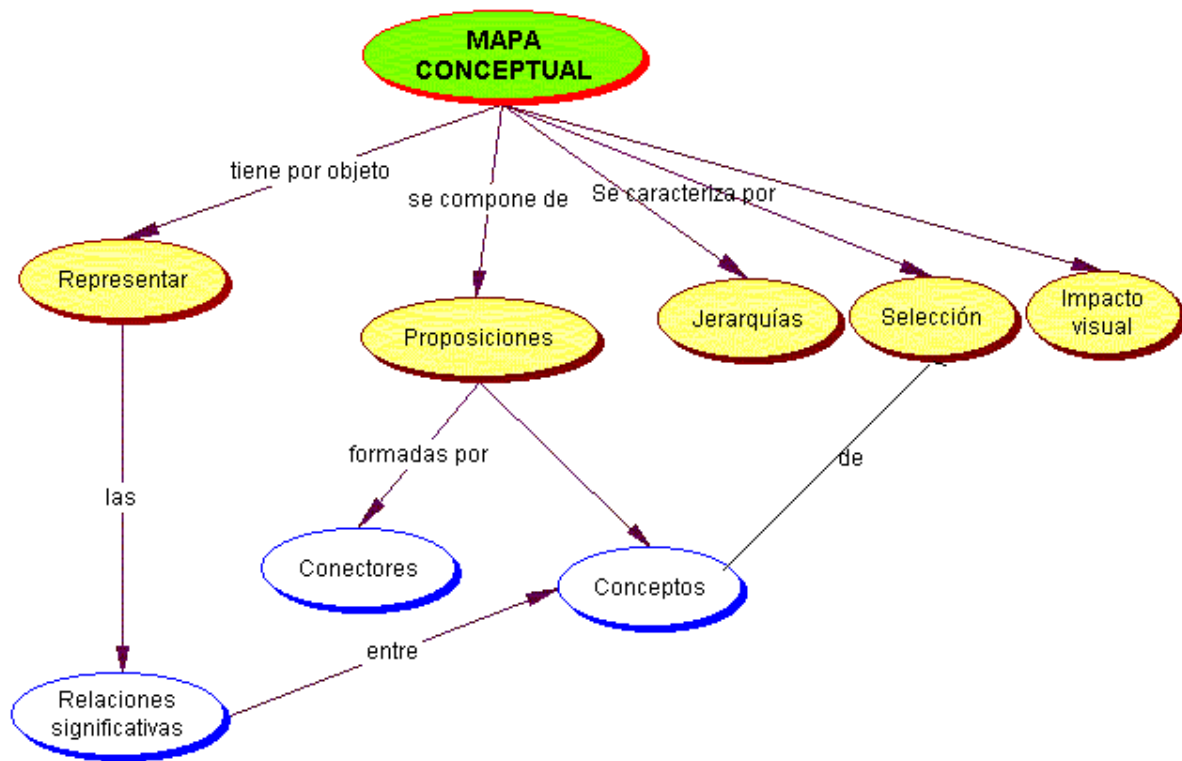 MAPA
CONCEPTUAL
tiene por objeto
se compone de
Se caracteriza por
Representar
Proposiciones
Jerarquías
Selección
Impacto
visual
formadas por
de
las
Conectores
Conceptos
entre
Relaciones
significativas